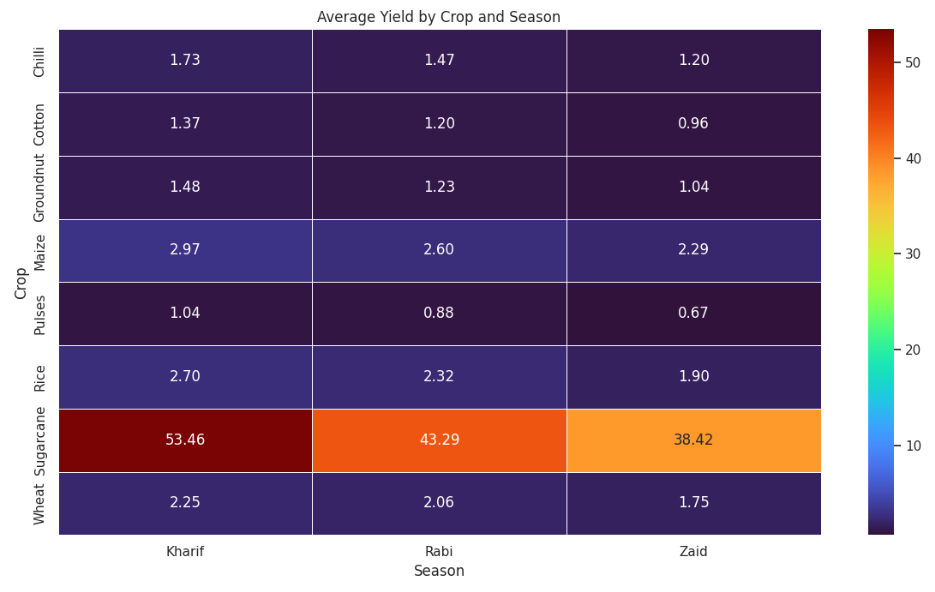 Average Yield by Crop and Season
Crop
Chilli 1.73 1.47 1.20
Cotton 1.37 1.20 0.96
Groundnut 1.48 1.23 1.04
Maize 2.97 2.60 2.29
Pulses 1.04 0.88 0.67
Rice 2.70 2.32 1.90
Sugarcane 53.46 43.29 38.42
Wheat 2.25 2.06 1.75
Kharif Rabi Zaid
Season
50
40
30
20
10